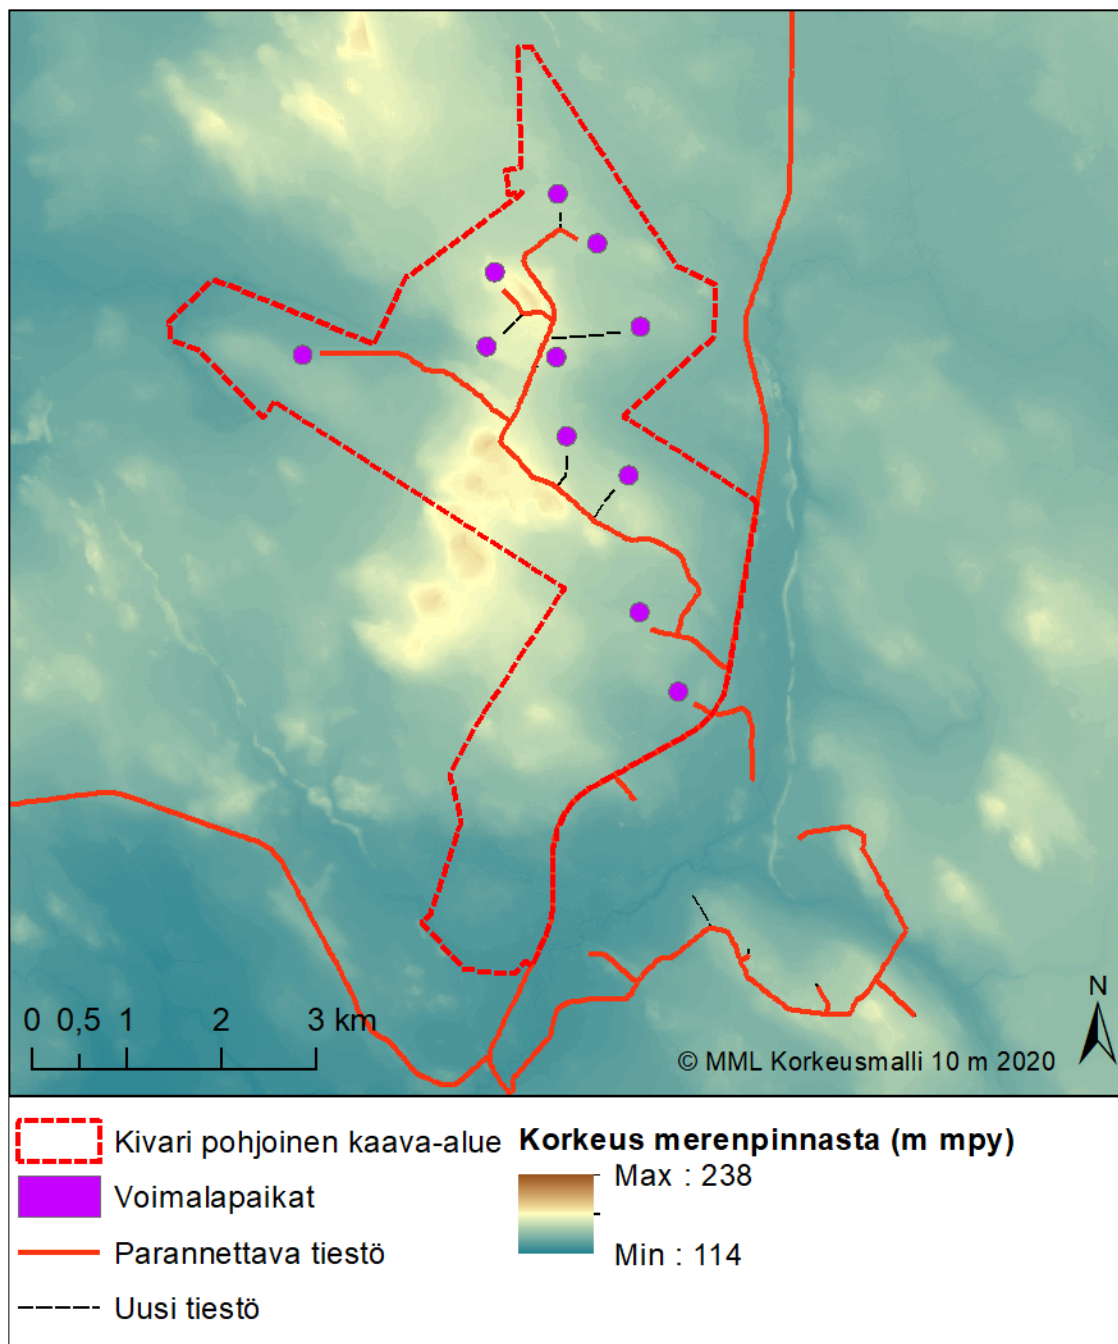 N
0 0,5 1 2 3 km
© MML Korkeusmalli 10 m 2020
Kivari pohjoinen kaava-alue
Voimalapaikat
Parannettava tiestö
Uusi tiestö
Korkeus merenpinnasta (m mpy)
Max : 238
Min : 114